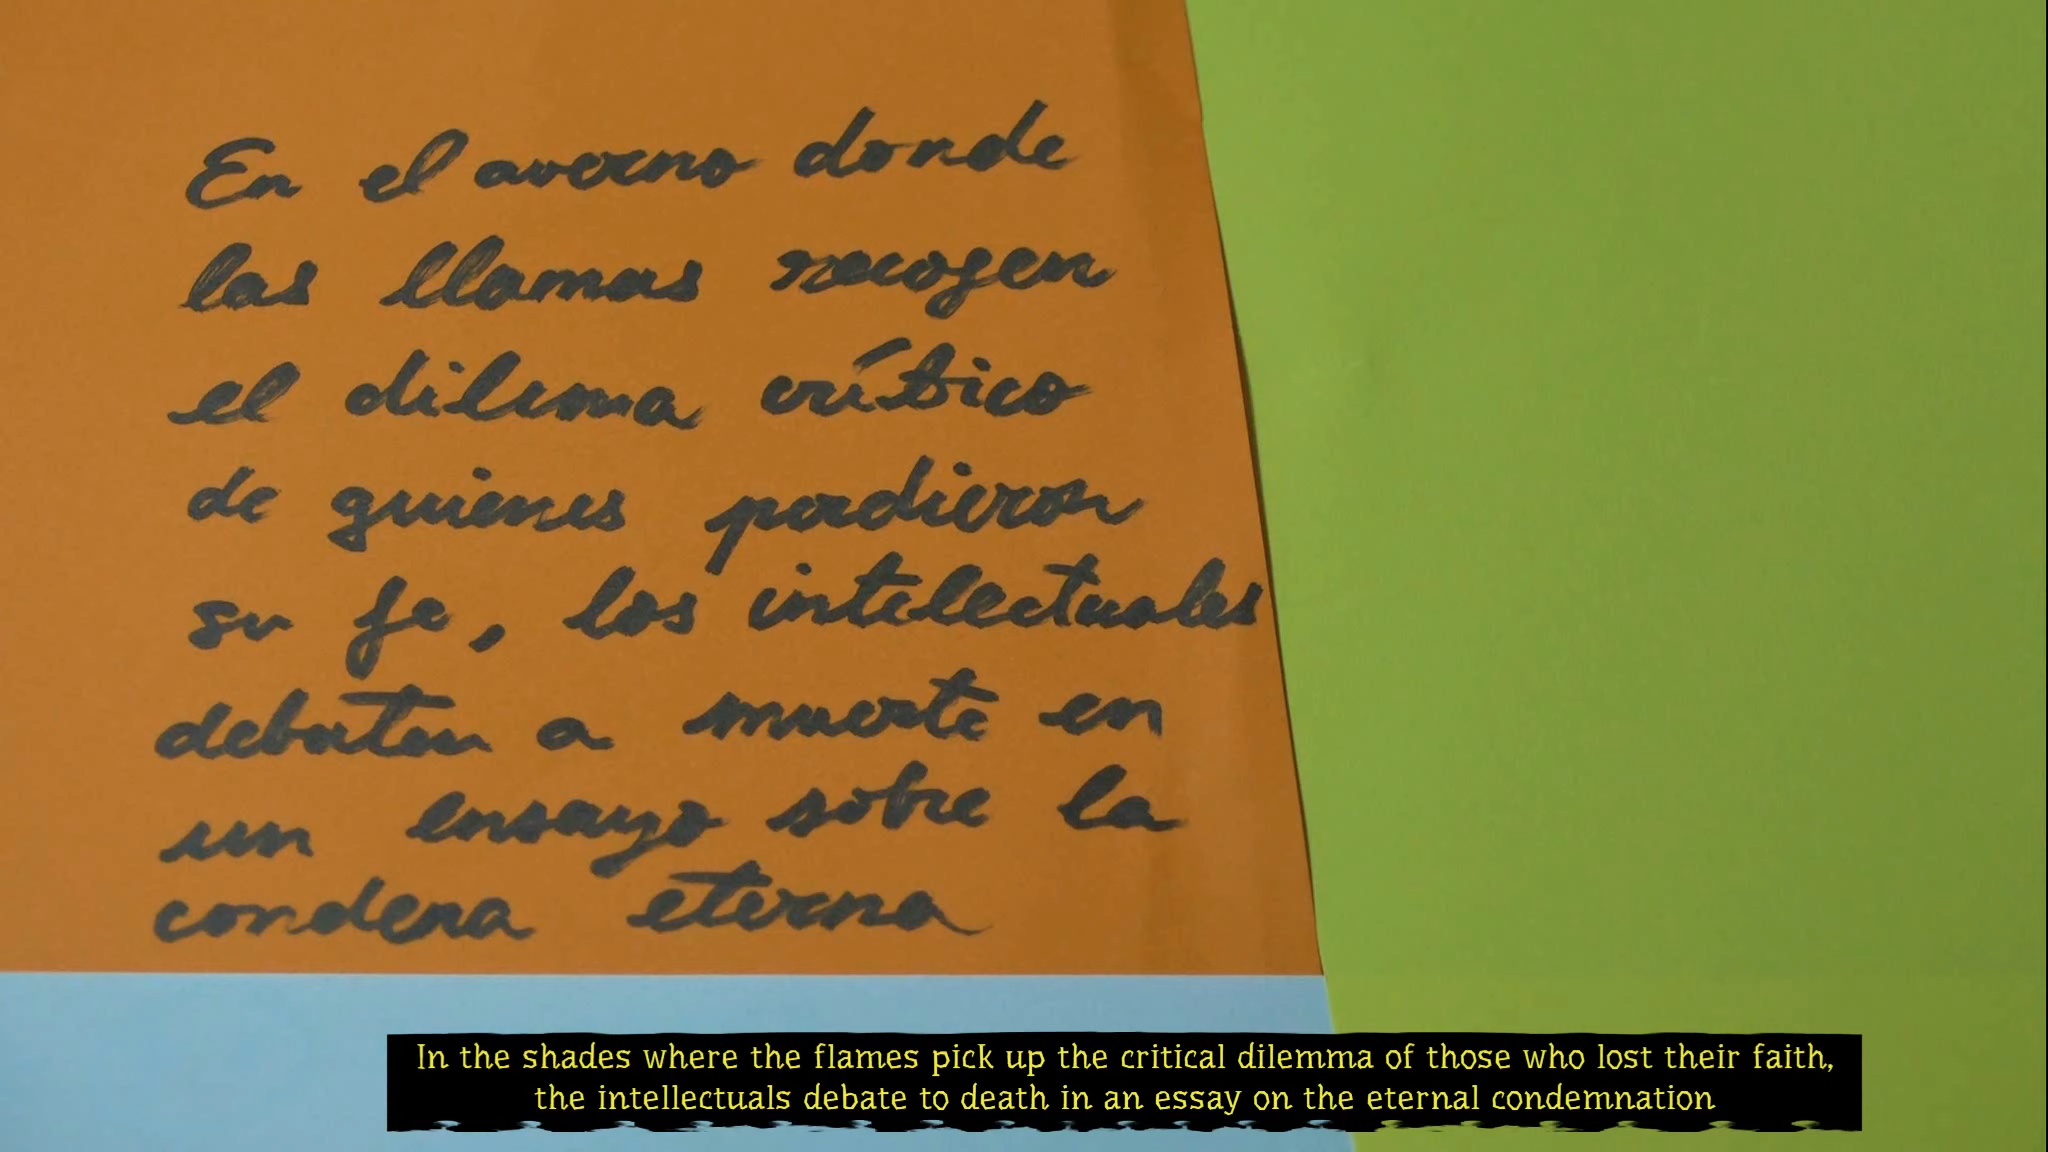 En el averno donde
las llamas recogen
el dilema crítico
de quienes perdieron
su fe, los intelectuales
debaten a muerte en
un ensayo sobre la
condena eterna
In the shades where the flames pick up the critical dilemma of those who lost their faith,
the intellectuals debate to death in an essay on the eternal condemnation